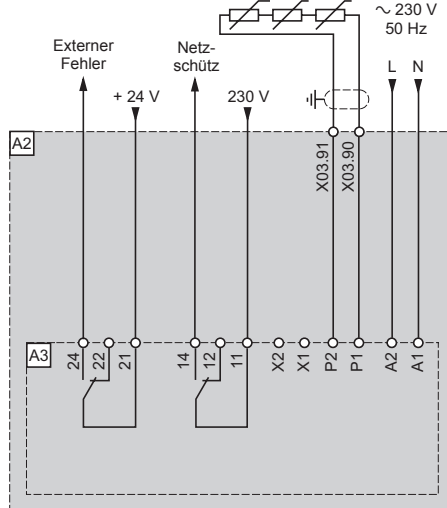 ~ 230 V
50 Hz
Externer
Fehler
Netz-
schütz
L N
+ 24 V
230 V
A2
X03.91
X03.90
A3
24
22
21
14
12
11
X2
X1
P2
P1
A2
A1